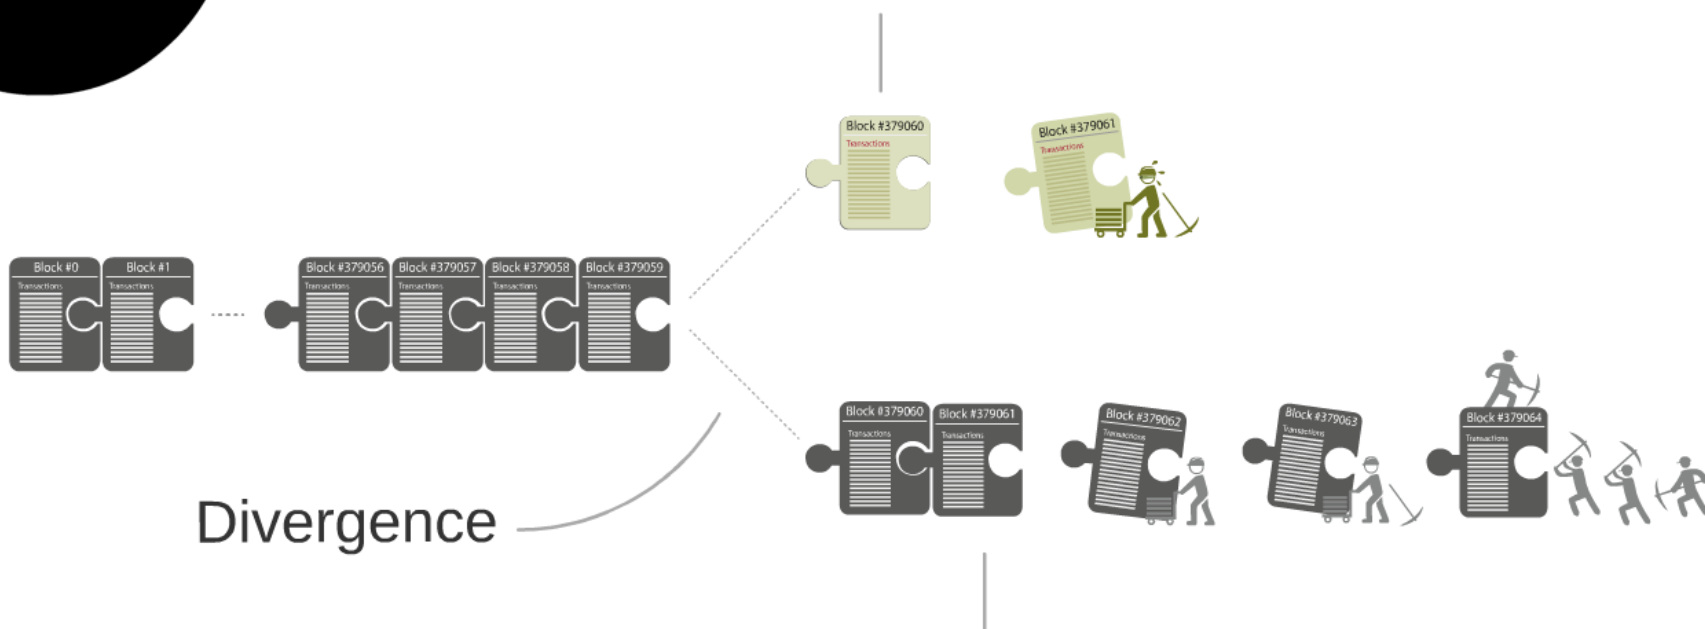 Block #379060
Transactions
Block #379061
Transactions
Block #0
Transactions
Block #1
Transactions
Block #379056
Transactions
Block #379057
Transactions
Block #379058
Transactions
Block #379059
Transactions
Block #379060
Transactions
Block #379061
Transactions
Block #379062
Transactions
Block #379063
Transactions
Block #379064
Transactions
Divergence